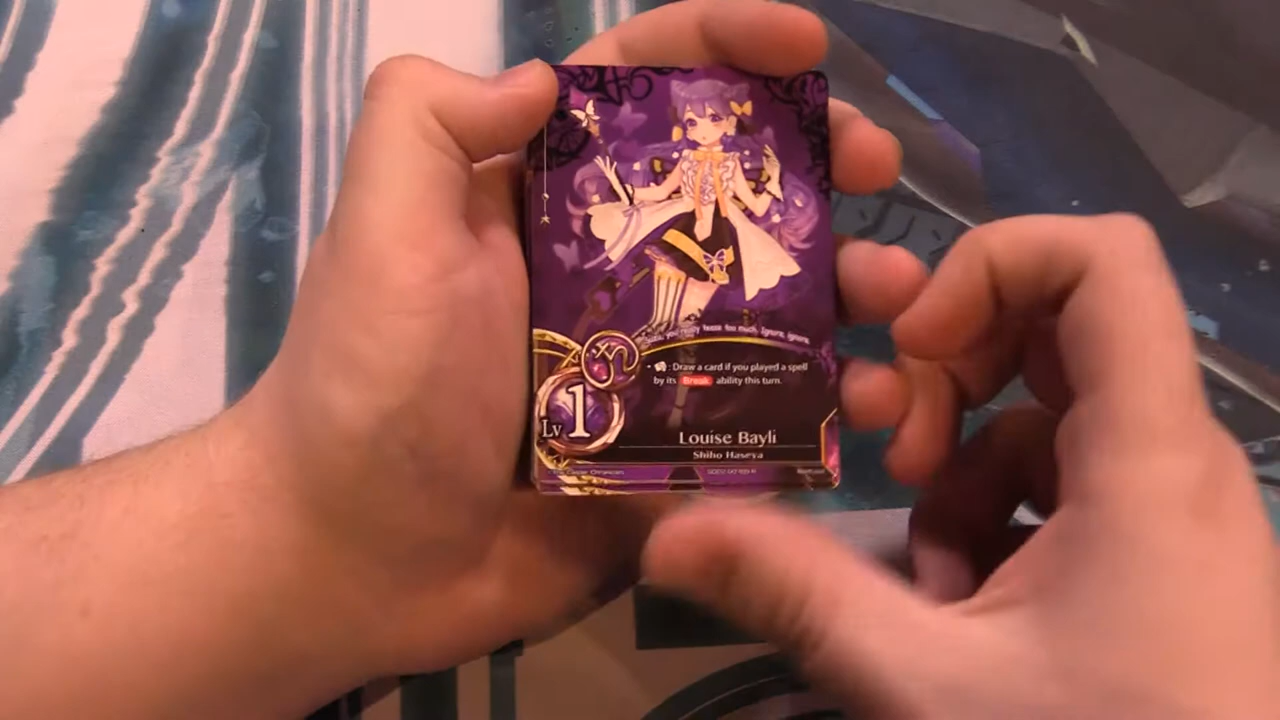 you really tease too much. Ignore, ignore.
: Draw a card if you played a spell
by its Break ability this turn.
Lv 1
Louise Bayli
Shiho Haseya